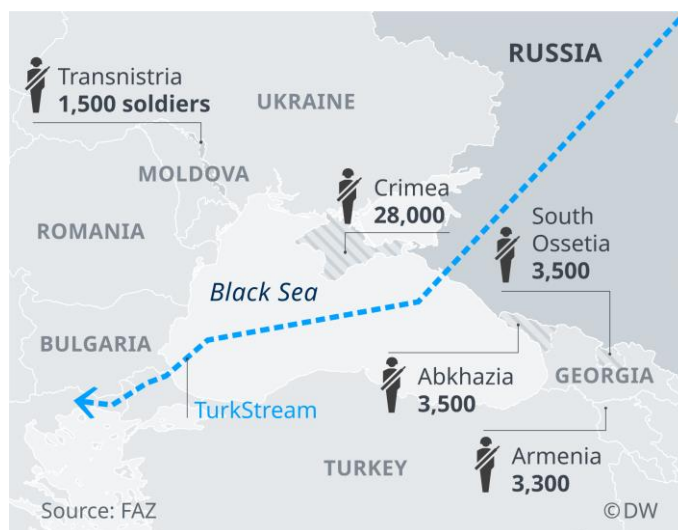 RUSSIA
Transnistria
1,500 soldiers
UKRAINE
MOLDOVA
Crimea
28,000
South
Ossetia
3,500
ROMANIA
Black Sea
BULGARIA
Abkhazia
3,500
GEORGIA
TurkStream
Armenia
3,300
TURKEY
Source: FAZ
©DW